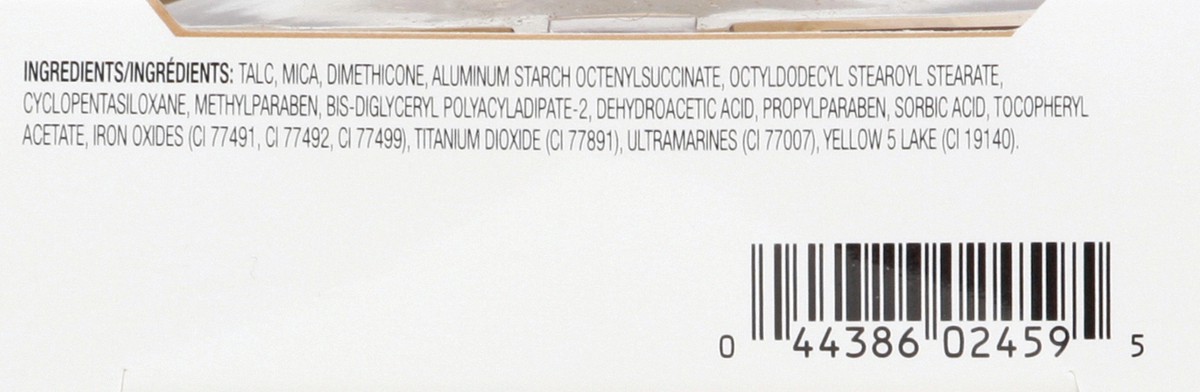 INGREDIENTS/INGRÉDIENTS: TALC, MICA, DIMETHICONE, ALUMINUM STARCH OCTENYLSUCCINATE, OCTYLDODECYL STEAROYL STEARATE,
CYCLOPENTASILOXANE, METHYLPARABEN, BIS-DIGLYCERYL POLYACYLADIPATE-2, DEHYDROACETIC ACID, PROPYLPARABEN, SORBIC ACID, TOCOPHERYL
ACETATE, IRON OXIDES (CI 77491, CI 77492, CI 77499), TITANIUM DIOXIDE (CI 77891), ULTRAMARINES (CI 77007), YELLOW 5 LAKE (CI 19140).
0 44386 02459 5